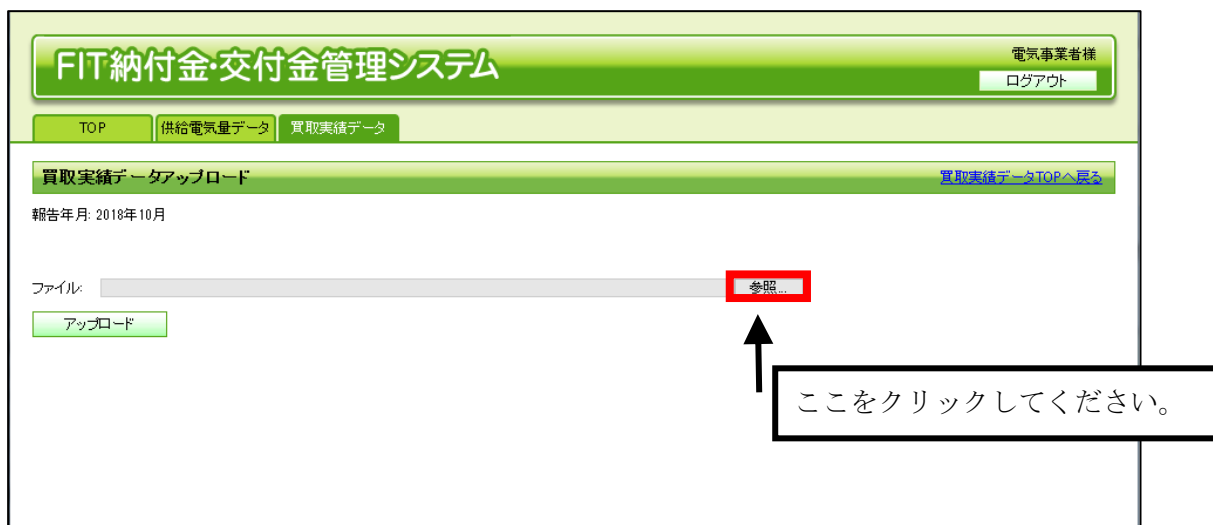 FIT納付金・交付金管理システム
電気事業者様
ログアウト
TOP
供給電気量データ
買取実績データ
買取実績データアップロード
買取実績データTOPへ戻る
報告年月: 2018年10月
ファイル:
参照...
アップロード
ここをクリックしてください。